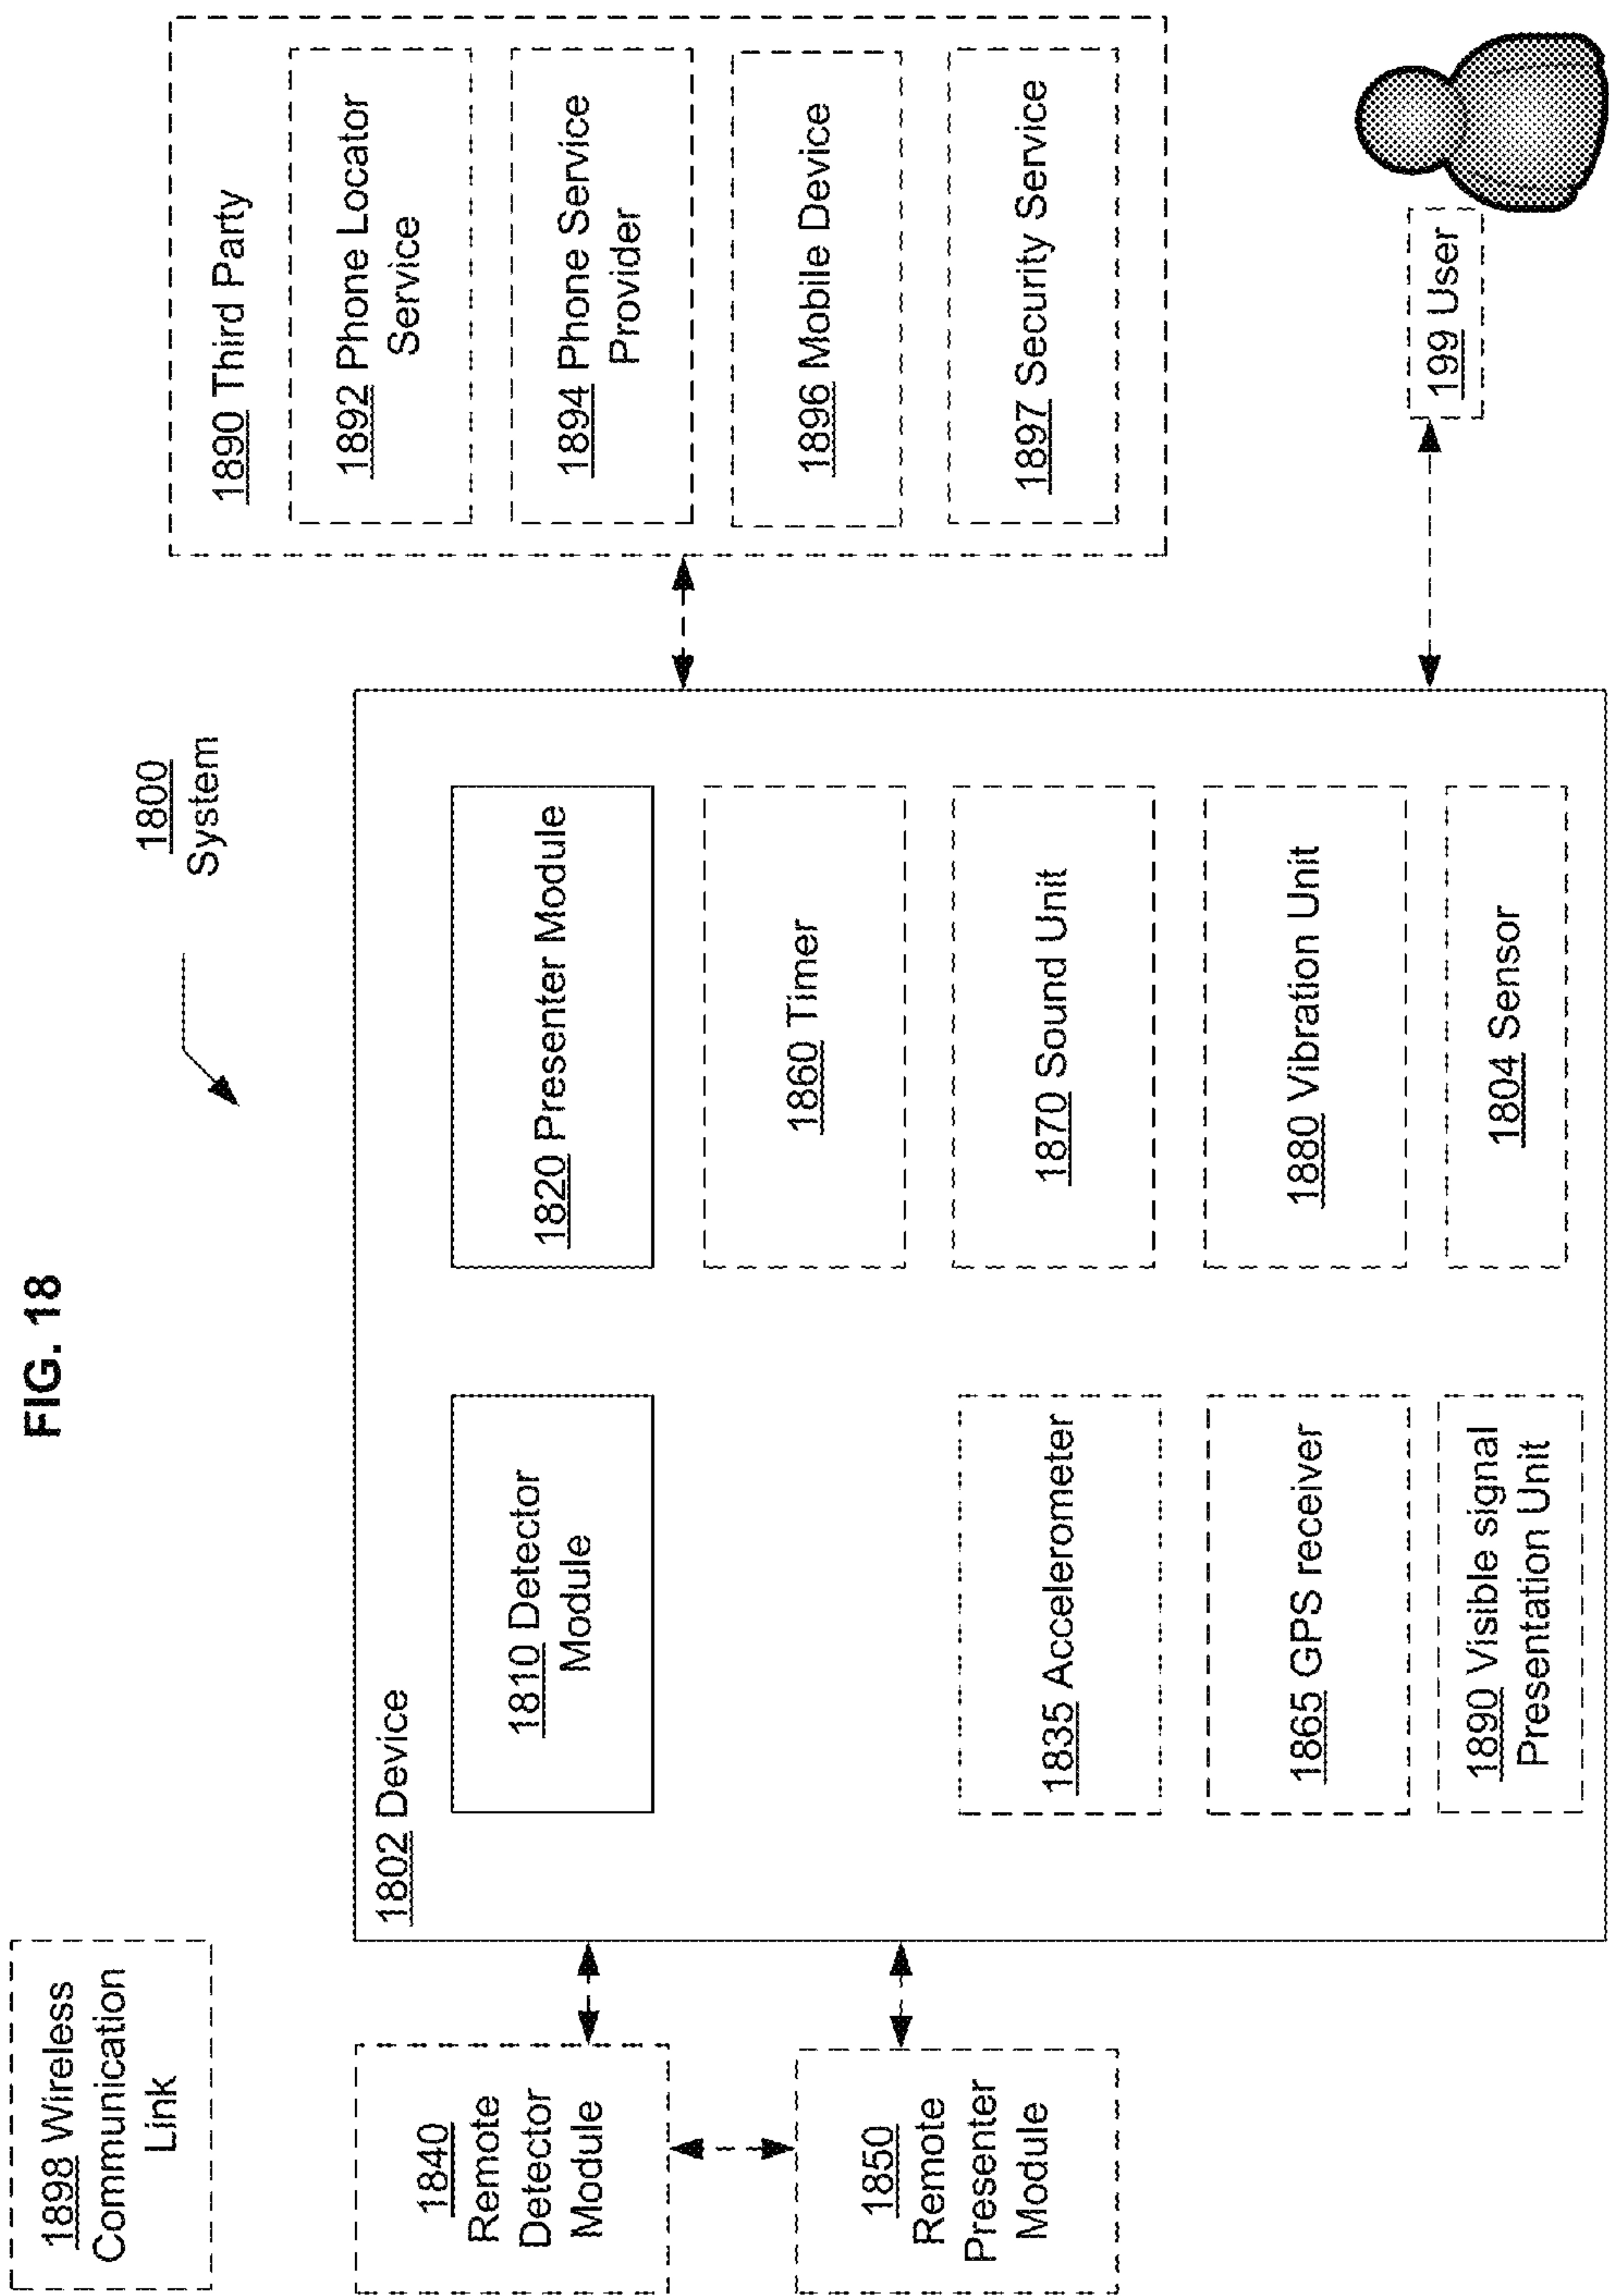 FIG. 18
1800
System
1898 Wireless
Communication
Link
1840
Remote
Detector
Module
1850
Remote
Presenter
Module
1802 Device
1810 Detector
Module
1835 Accelerometer
1865 GPS receiver
1890 Visible signal
Presentation Unit
1820 Presenter Module
1860 Timer
1870 Sound Unit
1880 Vibration Unit
1804 Sensor
1890 Third Party
1892 Phone Locator
Service
1894 Phone Service
Provider
1896 Mobile Device
1897 Security Service
199 User